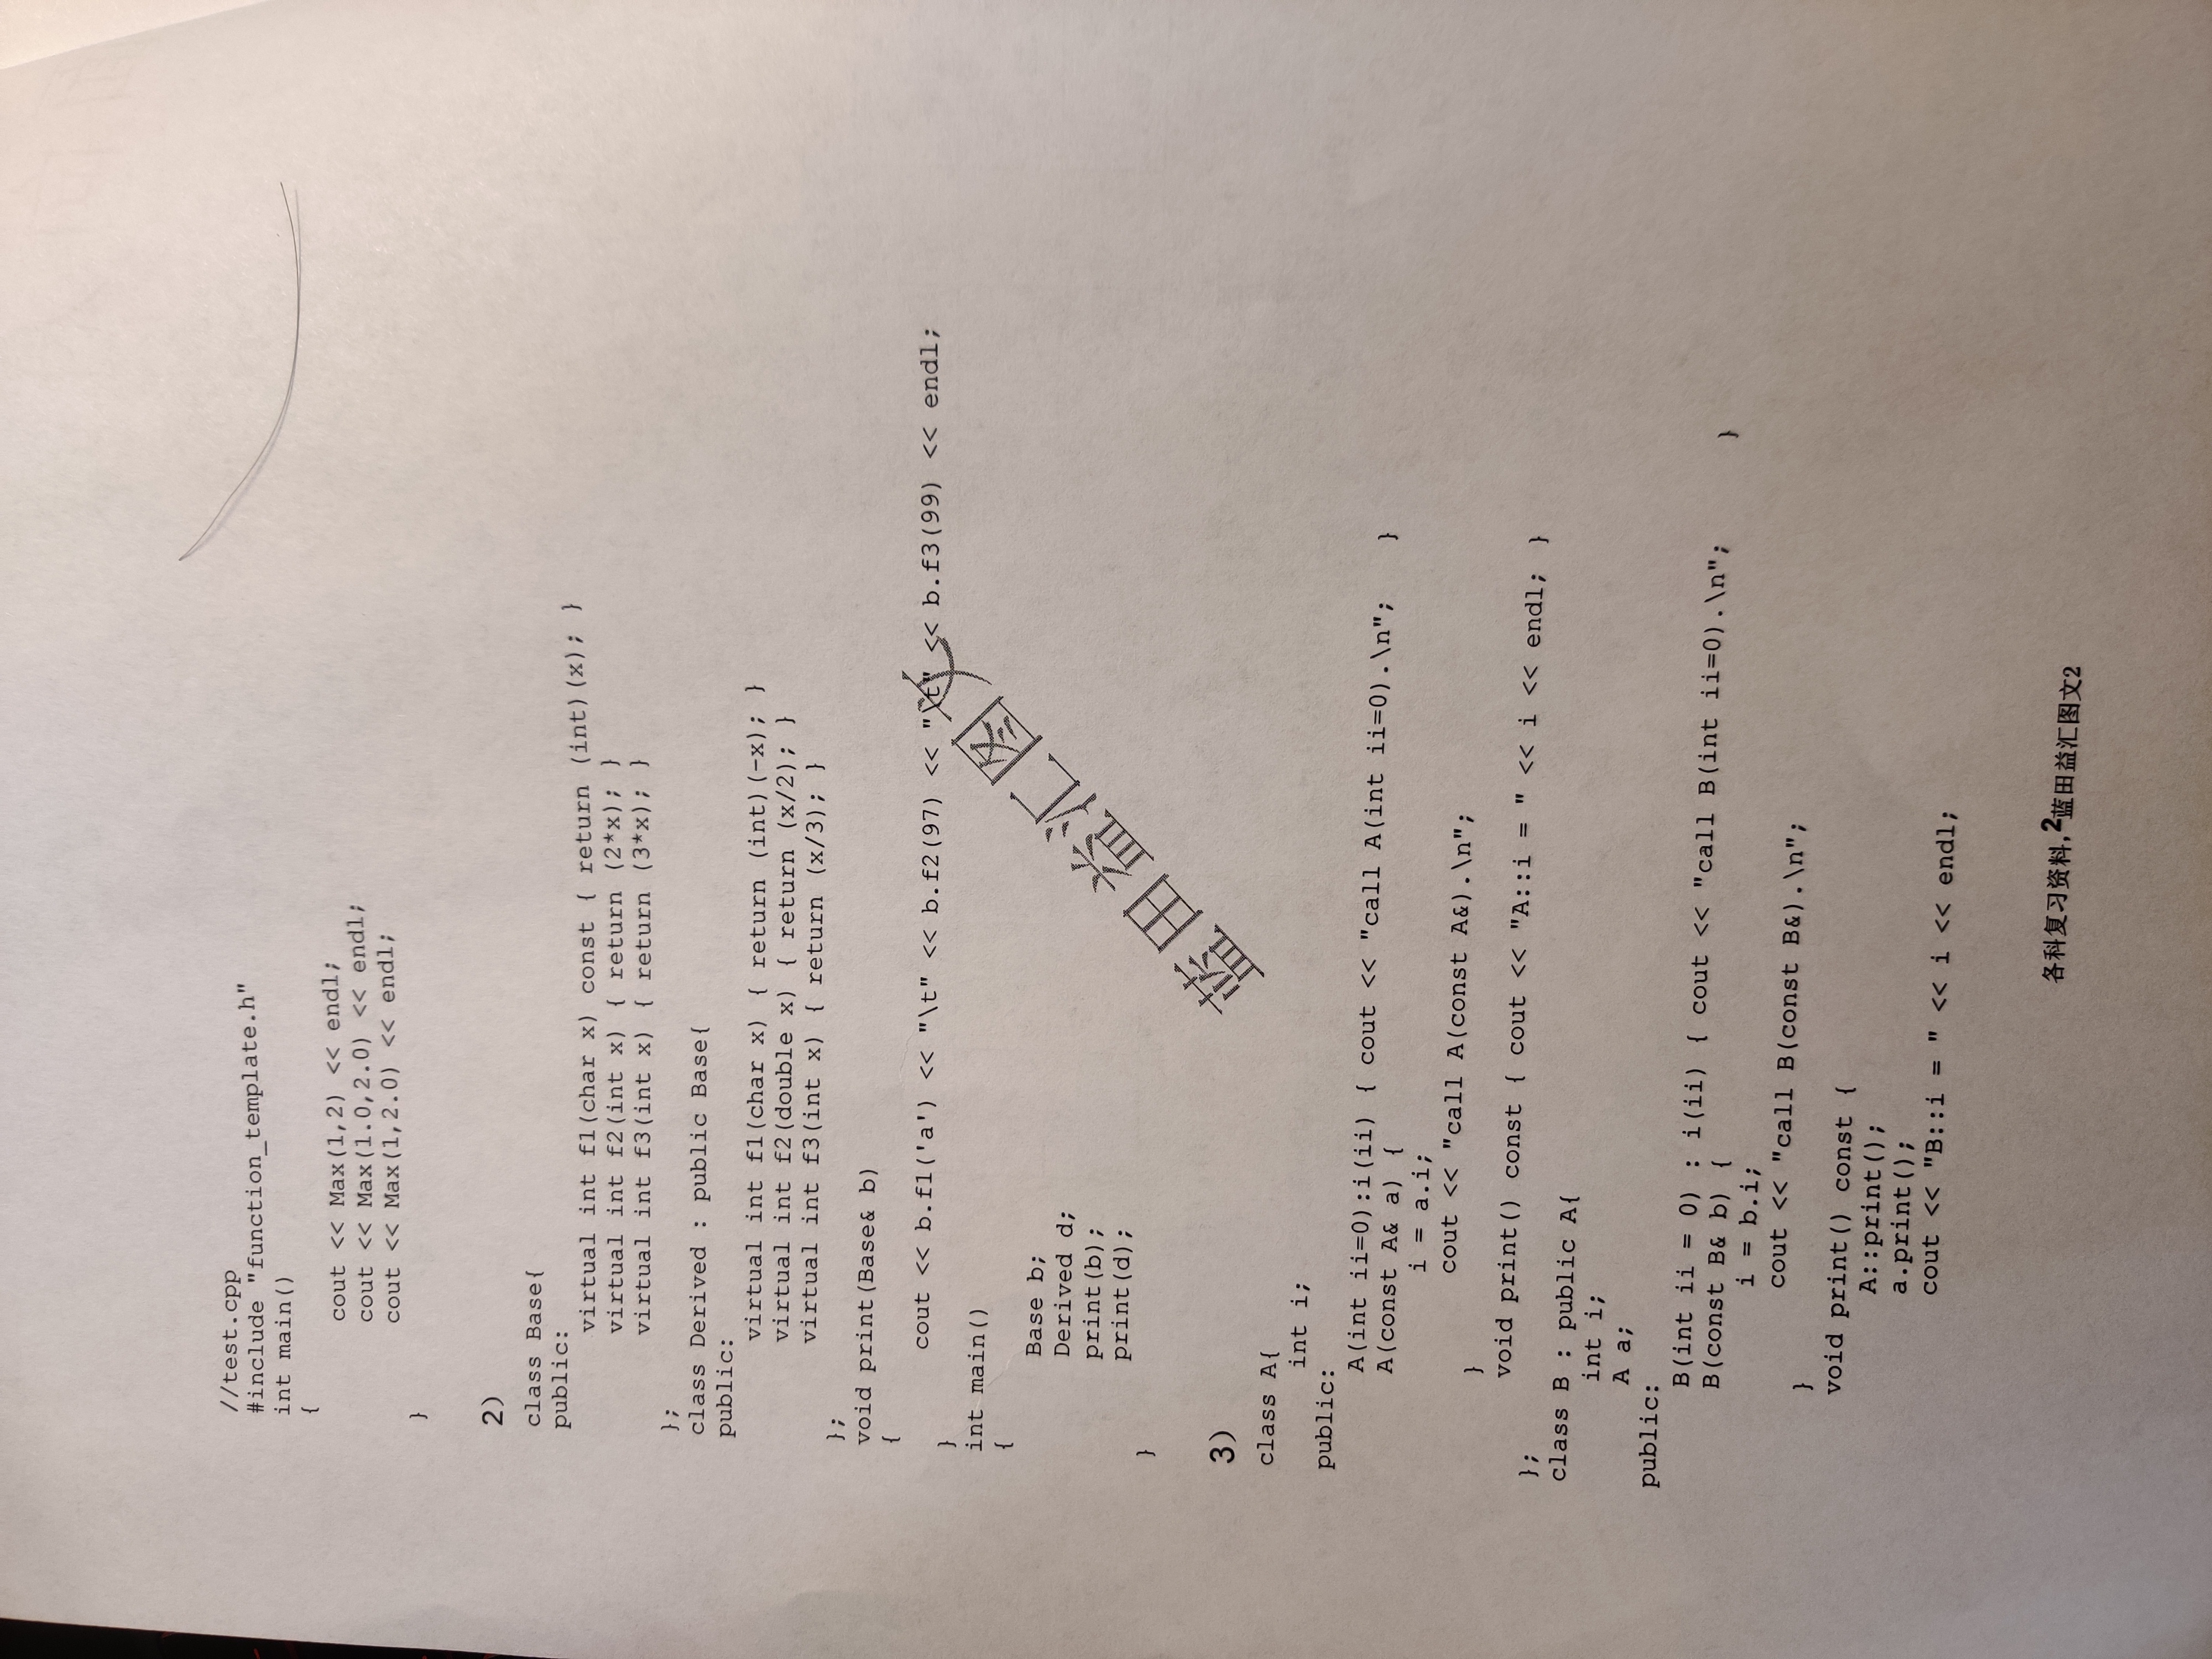 //test.cpp
#include "function_template.h"
int main()
{
cout << Max(1,2) << endl;
cout << Max(1.0,2.0) << endl;
cout << Max(1,2.0) << endl;
}
2)
class Base{
public:
virtual int f1(char x) const { return (int)(x); }
virtual int f2(int x) { return (2*x); }
virtual int f3(int x) { return (3*x); }
};
class Derived : public Base{
public:
virtual int f1(char x) { return (int)(-x); }
virtual int f2(double x) { return (x/2); }
virtual int f3(int x) { return (x/3); }
};
void print(Base& b)
{
cout << b.f1('a') << "\t" << b.f2(97) << "\t" << b.f3(99) << endl;
}
int main()
{
Base b;
Derived d;
print(b);
print(d);
}
3)
class A{
int i;
public:
A(int ii=0):i(ii) { cout << "call A(int ii=0).\n"; }
A(const A& a) {
i = a.i;
cout << "call A(const A&).\n";
}
void print() const { cout << "A::i = " << i << endl; }
};
class B : public A{
int i;
A a;
public:
B(int ii = 0) : i(ii) { cout << "call B(int ii=0).\n"; }
B(const B& b) {
i = b.i;
cout << "call B(const B&).\n";
}
void print() const {
A::print();
a.print();
cout << "B::i = " << i << endl;
蓝田益汇图文
各科复习资料,2蓝田益汇图文2